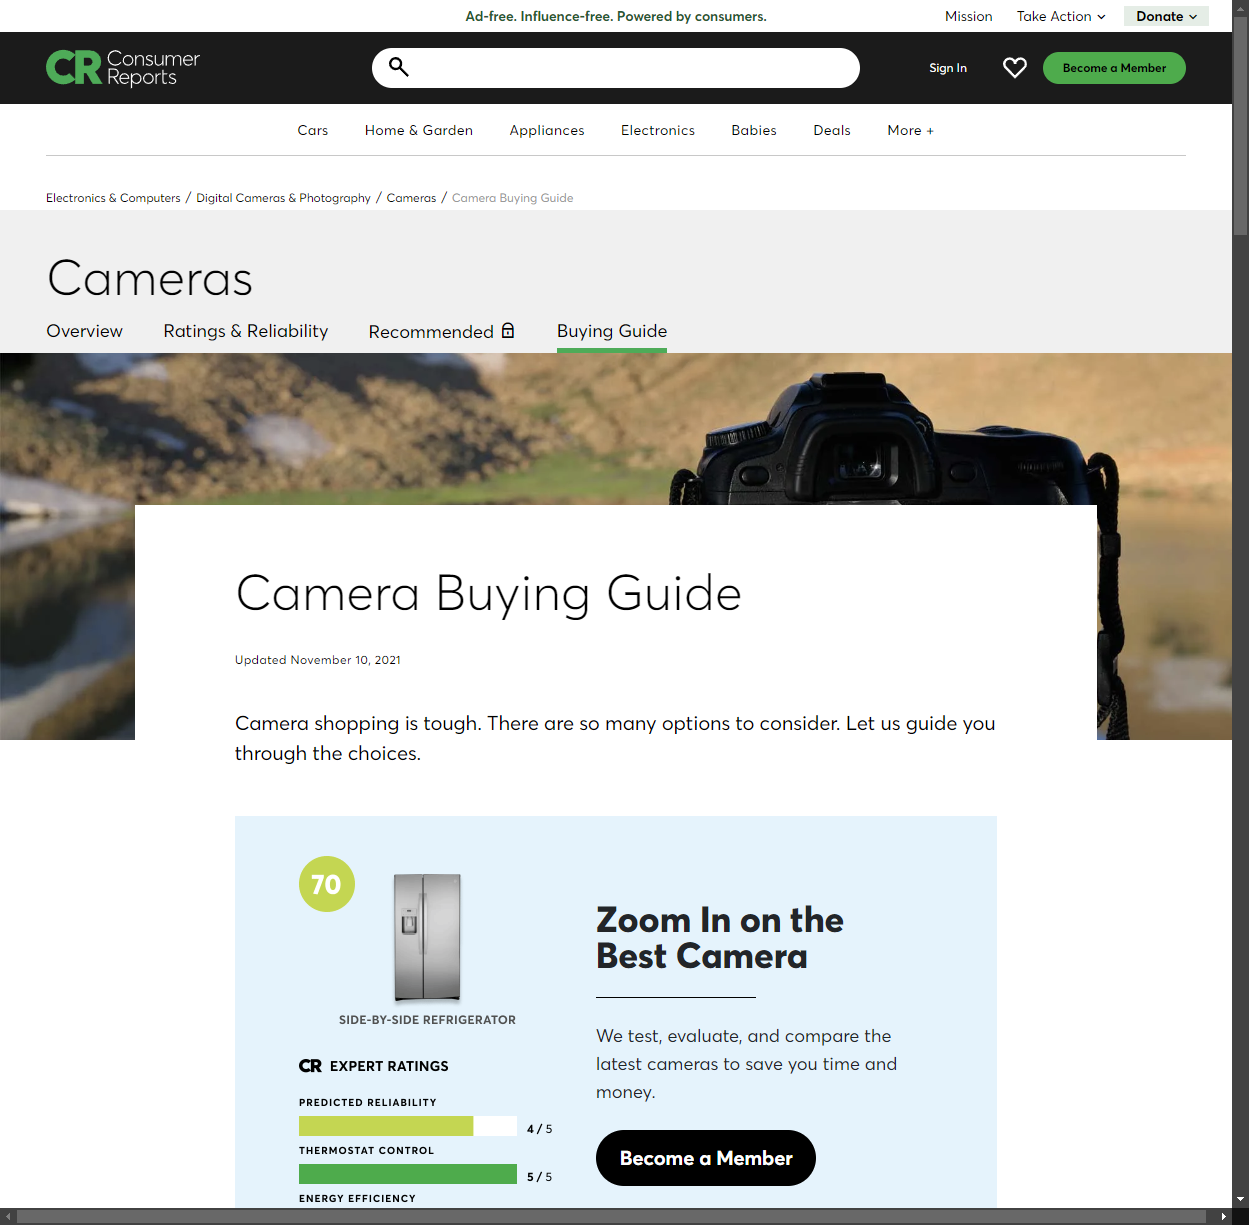 Ad-free. Influence-free. Powered by consumers.
Mission
Take Action
Donate
CR Consumer Reports
Sign In
Become a Member
Cars
Home & Garden
Appliances
Electronics
Babies
Deals
More +
Electronics & Computers / Digital Cameras & Photography / Cameras / Camera Buying Guide
Cameras
Overview
Ratings & Reliability
Recommended
Buying Guide
Camera Buying Guide
Updated November 10, 2021
Camera shopping is tough. There are so many options to consider. Let us guide you
through the choices.
70
SIDE-BY-SIDE REFRIGERATOR
CR EXPERT RATINGS
PREDICTED RELIABILITY
4 / 5
THERMOSTAT CONTROL
5 / 5
ENERGY EFFICIENCY
Zoom In on the
Best Camera
We test, evaluate, and compare the
latest cameras to save you time and
money.
Become a Member